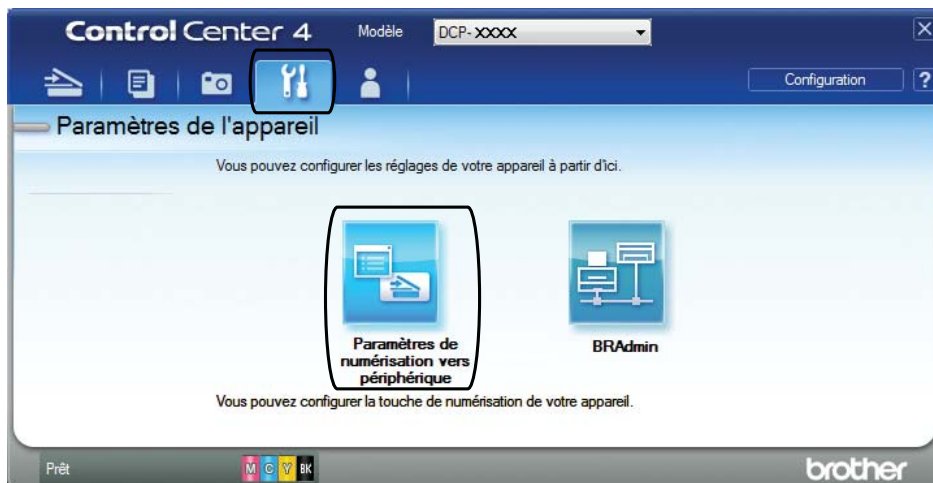 Control Center 4 Modèle DCP-XXXX
Configuration ?
Paramètres de l'appareil
Vous pouvez configurer les réglages de votre appareil à partir d'ici.
Paramètres de
numérisation vers
périphérique
BRAdmin
Vous pouvez configurer la touche de numérisation de votre appareil.
Prêt M C Y BK brother